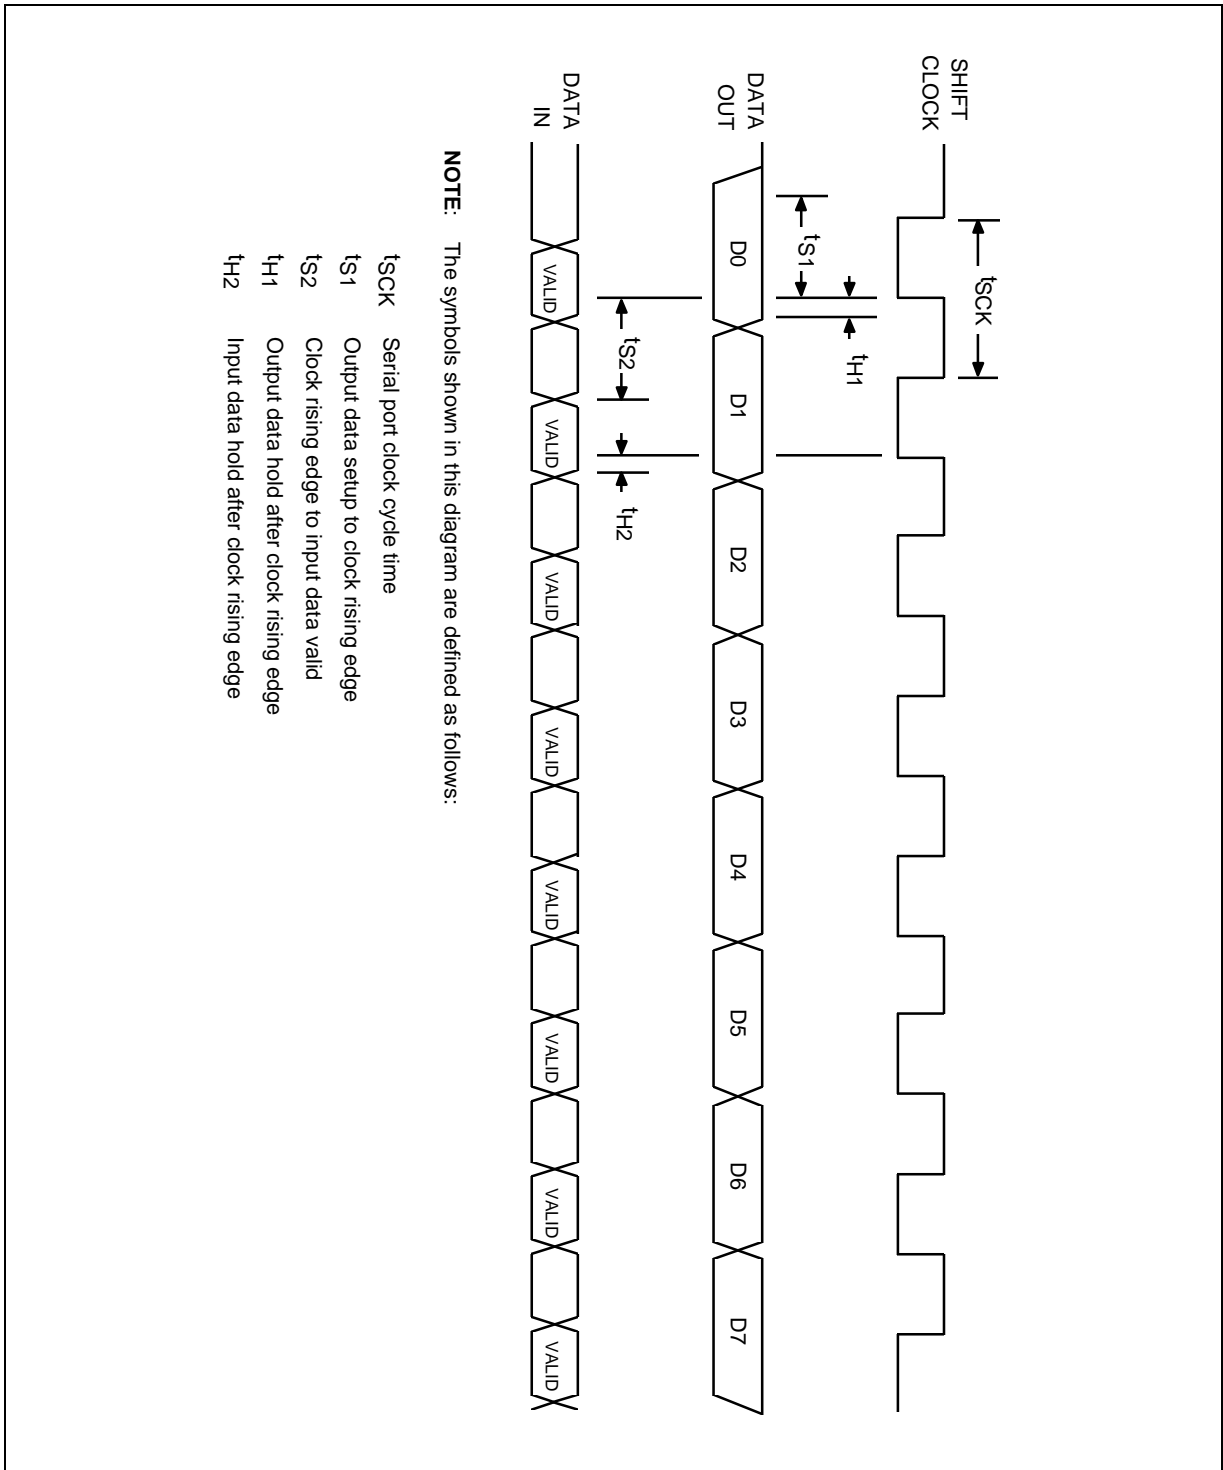 SHIFT
CLOCK
tSCK
tH1
tS1
DATA
OUT
D0
D1
D2
D3
D4
D5
D6
D7
tS2
tH2
DATA
IN
VALID
VALID
VALID
VALID
VALID
VALID
VALID
VALID
NOTE: The symbols shown in this diagram are defined as follows:
tSCK Serial port clock cycle time
tS1 Output data setup to clock rising edge
tS2 Clock rising edge to input data valid
tH1 Output data hold after clock rising edge
tH2 Input data hold after clock rising edge